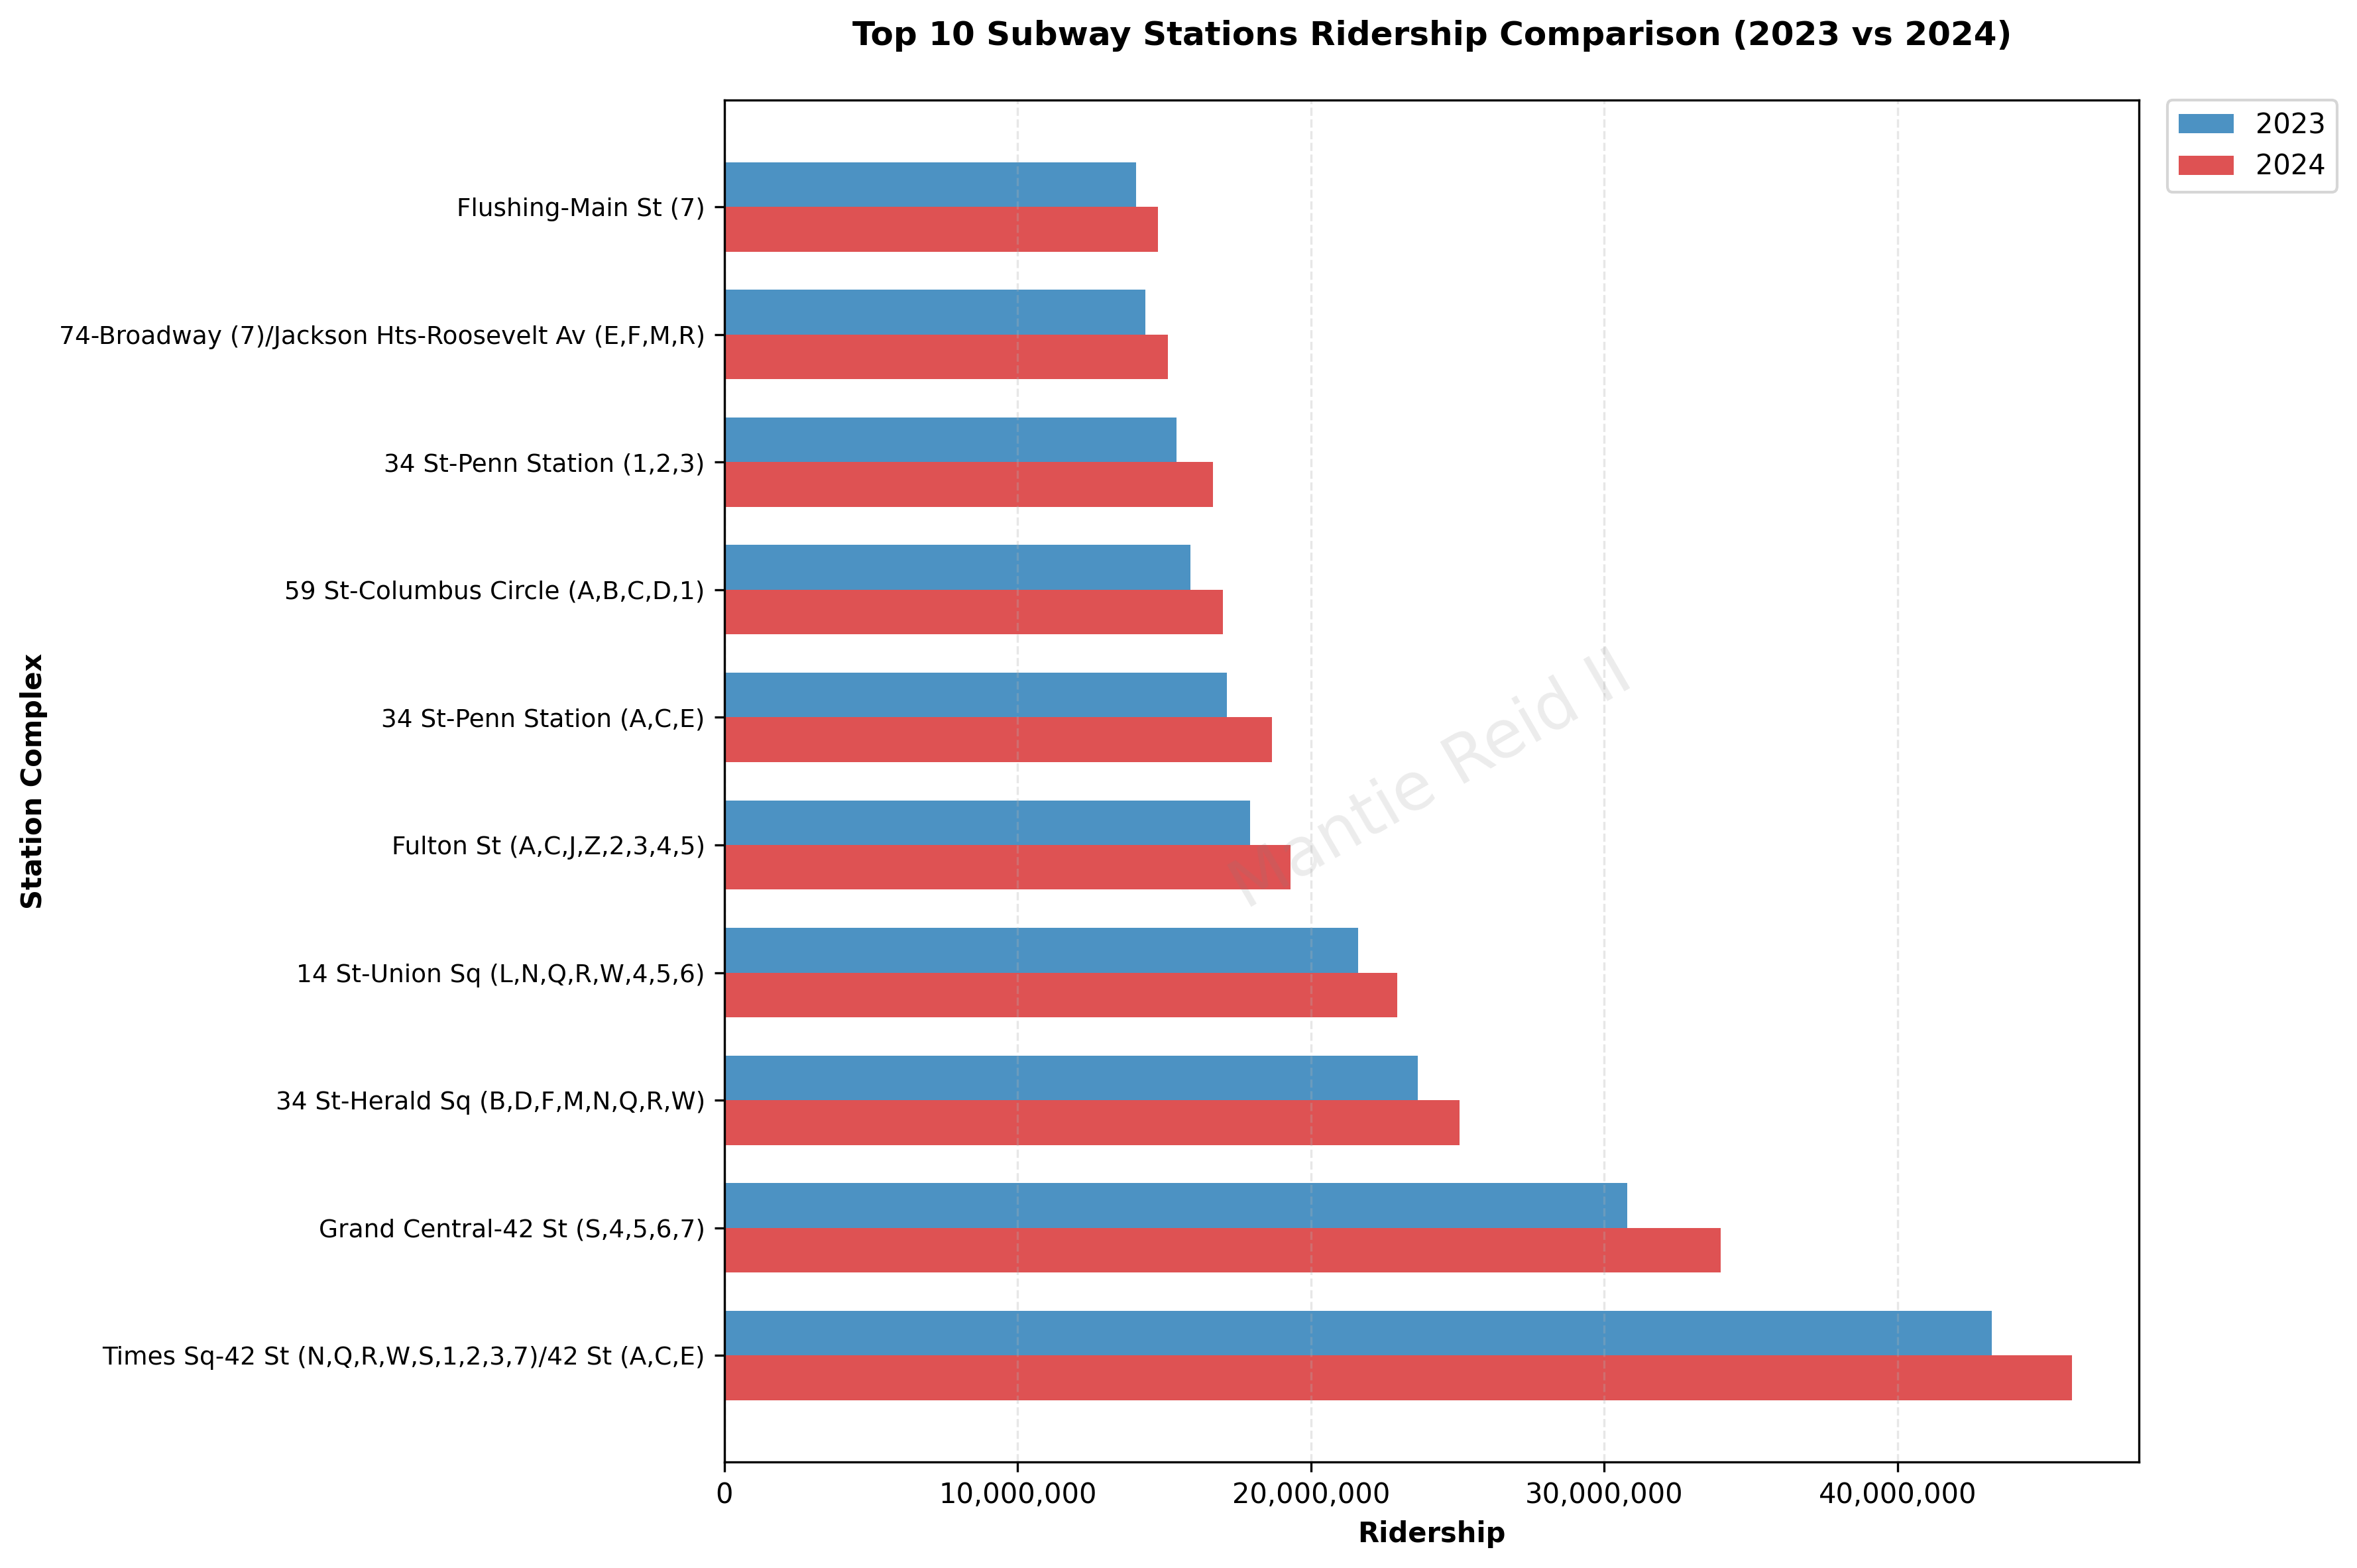 Top 10 Subway Stations Ridership Comparison (2023 vs 2024)
2023
2024
Flushing-Main St (7)
74-Broadway (7)/Jackson Hts-Roosevelt Av (E,F,M,R)
34 St-Penn Station (1,2,3)
59 St-Columbus Circle (A,B,C,D,1)
34 St-Penn Station (A,C,E)
Fulton St (A,C,J,Z,2,3,4,5)
14 St-Union Sq (L,N,Q,R,W,4,5,6)
34 St-Herald Sq (B,D,F,M,N,Q,R,W)
Grand Central-42 St (S,4,5,6,7)
Times Sq-42 St (N,Q,R,W,S,1,2,3,7)/42 St (A,C,E)
Station Complex
Mantie Reid II
0 10,000,000 20,000,000 30,000,000 40,000,000
Ridership